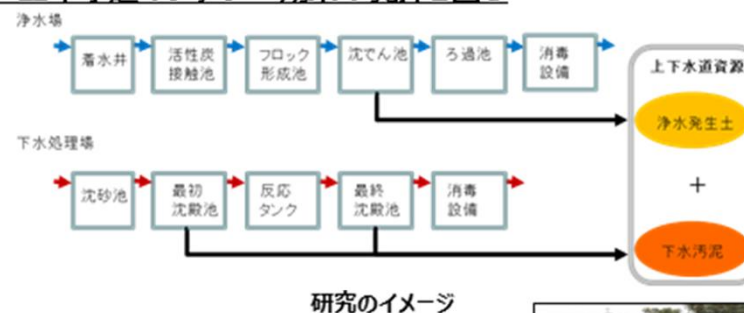 浄水場
着水井
活性炭
接触池
フロック
形成池
沈でん池
ろ過池
消毒
設備
上下水道資源
浄水発生土
+
下水汚泥
下水処理場
沈砂池
最初
沈殿池
反応
タンク
最終
沈殿池
消毒
設備
研究のイメージ